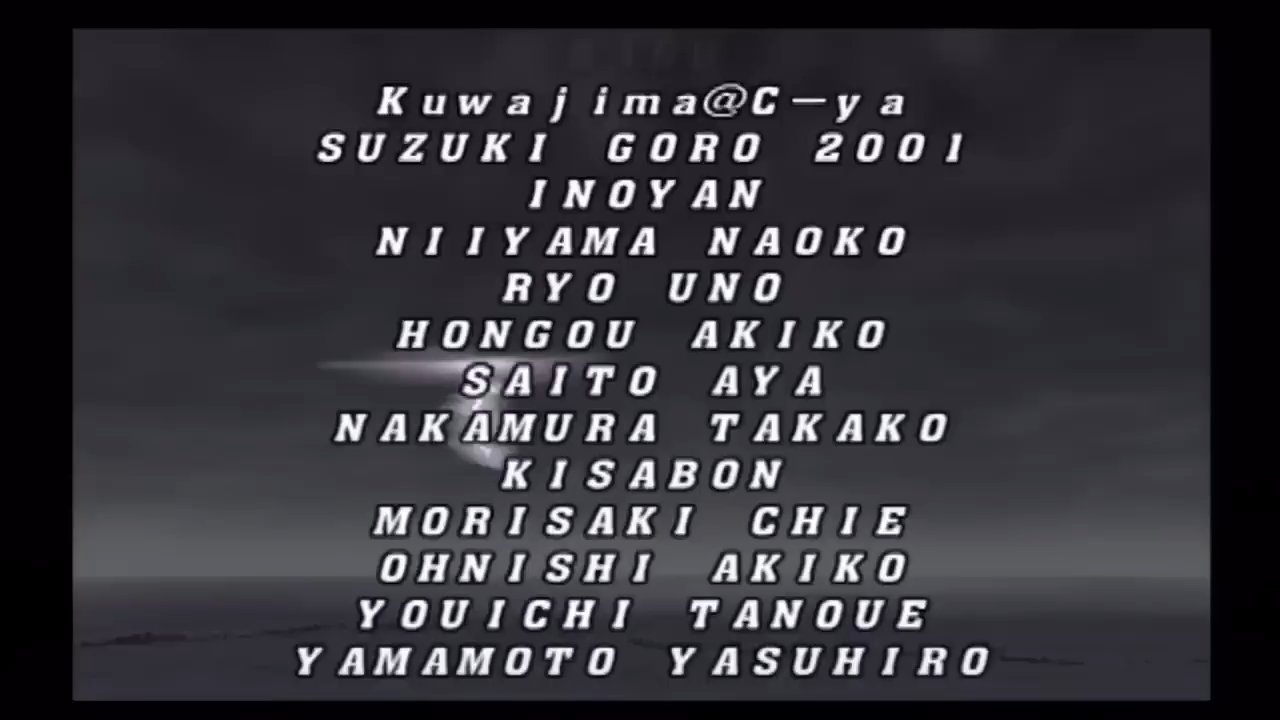 Kuwajima@C-ya
SUZUKI GORO 2001
INOYAN
NIIYAMA NAOKO
RYO UNO
HONGOU AKIKO
SAITO AYA
NAKAMURA TAKAKO
KISABON
MORISAKI CHIE
OHNISHI AKIKO
YOUICHI TANOUE
YAMAMOTO YASUHIRO